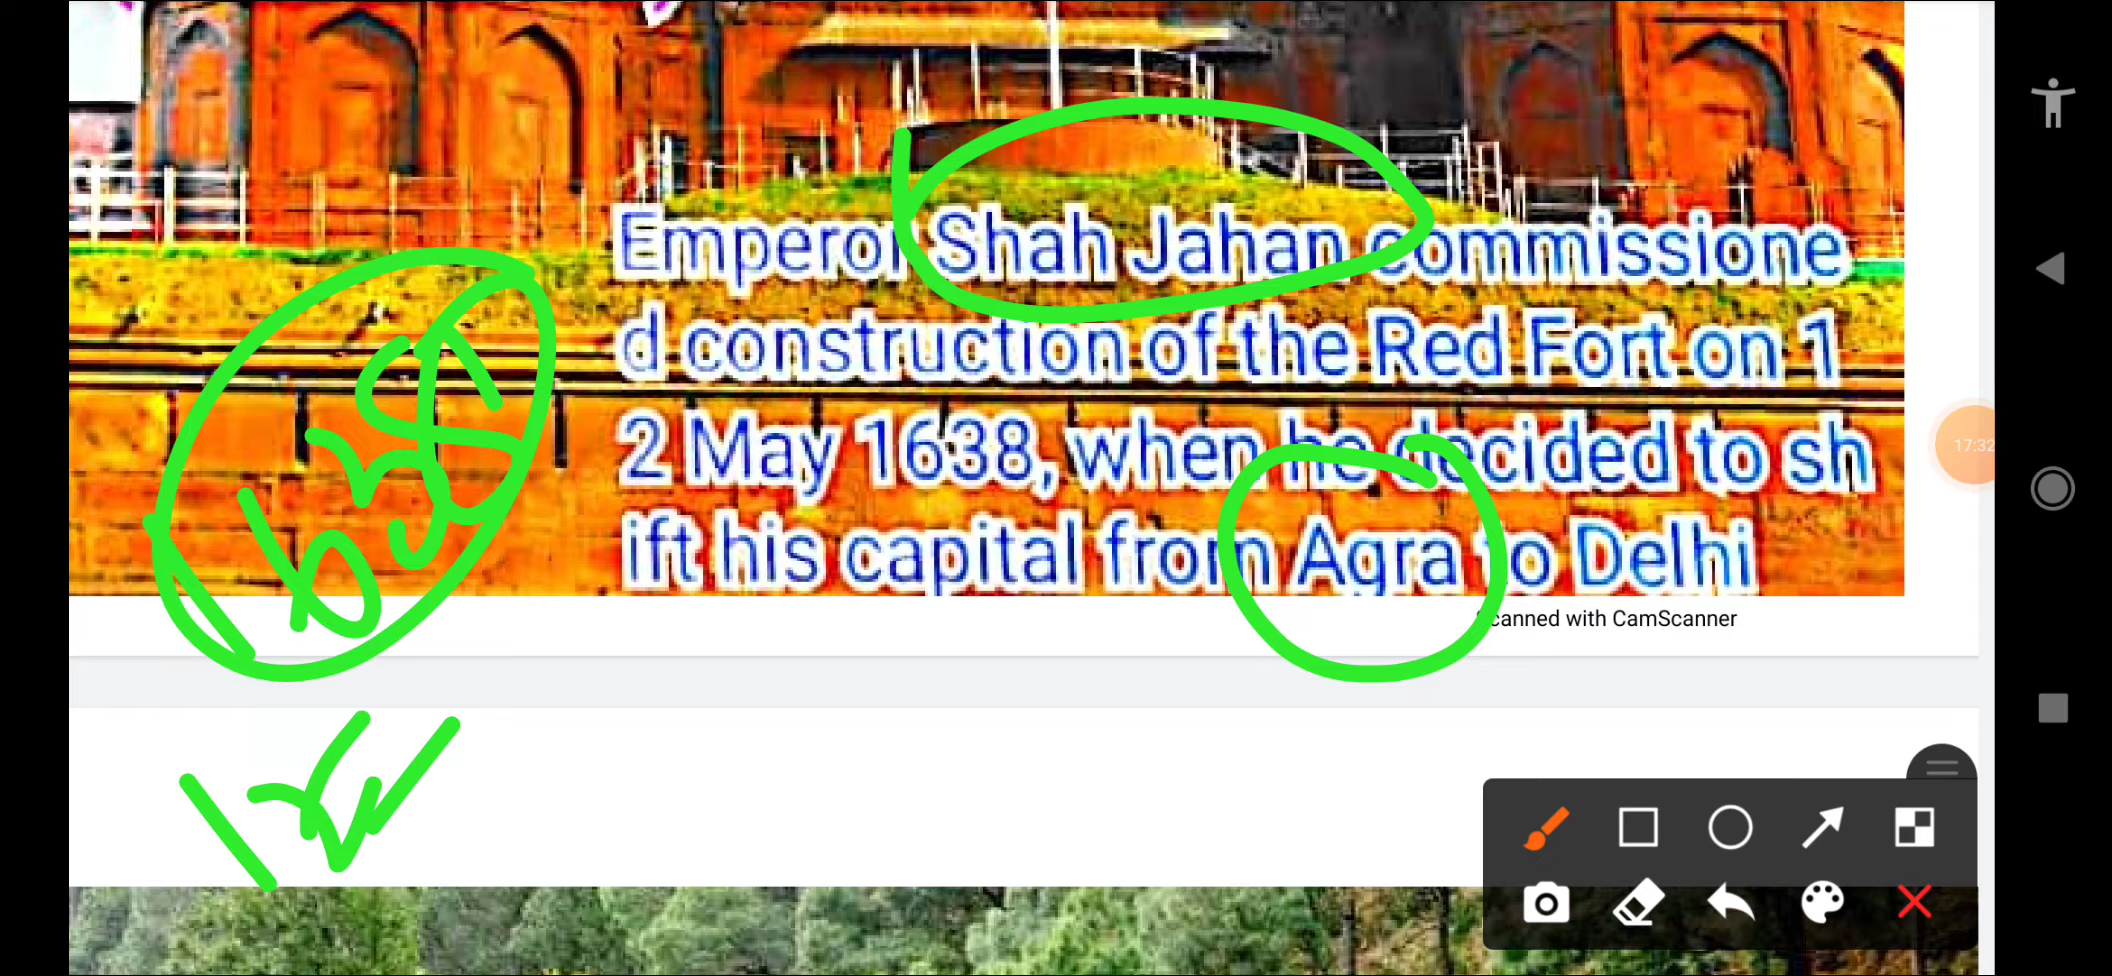 Emperor Shah Jahan commissione
d construction of the Red Fort on 1
2 May 1638, when he decided to sh
ift his capital from Agra to Delhi
Scanned with CamScanner
1638
17:32